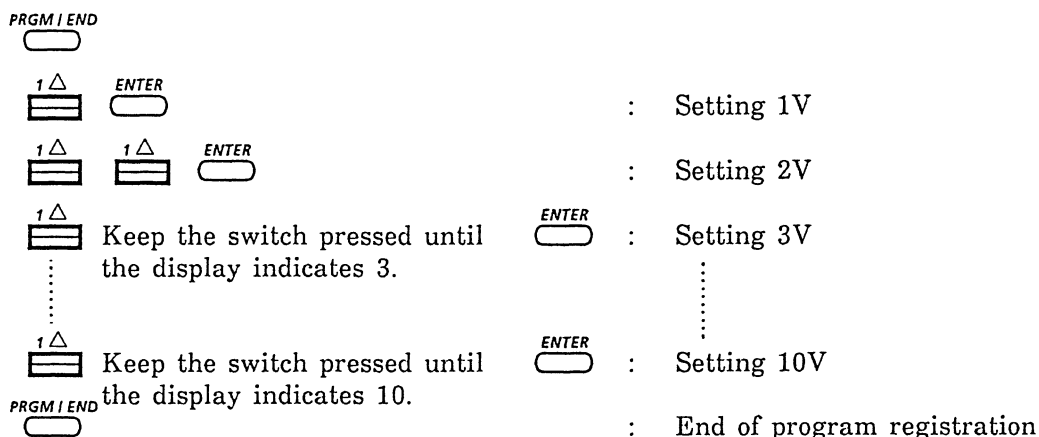 PRGM / END
1 △ ENTER : Setting 1V
1 △ 1 △ ENTER : Setting 2V
1 △ Keep the switch pressed until ENTER : Setting 3V
the display indicates 3.
1 △ Keep the switch pressed until ENTER : Setting 10V
the display indicates 10.
PRGM / END : End of program registration